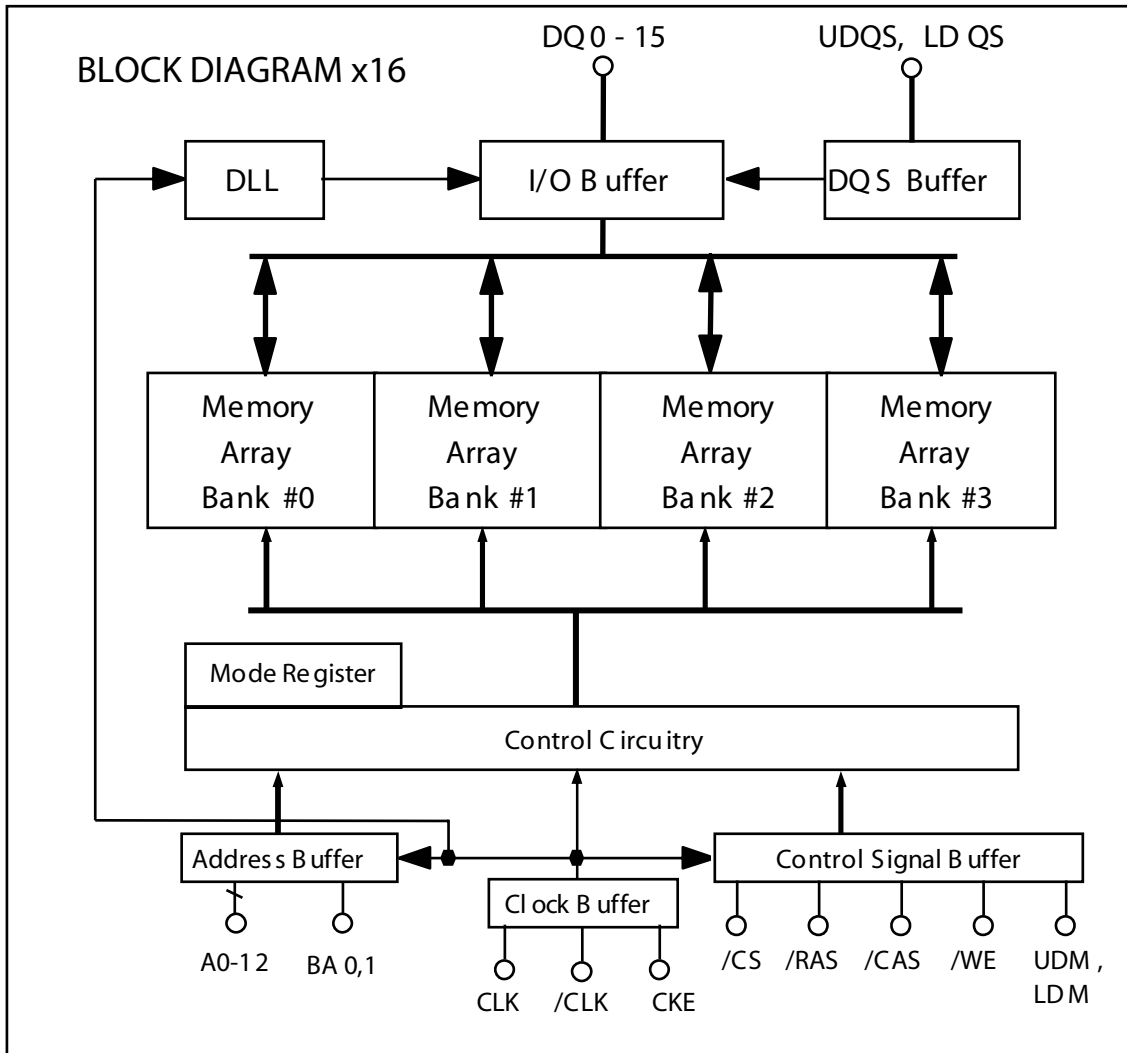 DQ0 - 15
UDQS, LDQS
BLOCK DIAGRAM x16
DLL
I/O Buffer
DQS Buffer
Memory
Array
Bank #0
Memory
Array
Bank #1
Memory
Array
Bank #2
Memory
Array
Bank #3
Mode Register
Control Circuitry
Address Buffer
Control Signal Buffer
Clock Buffer
A0-12
BA 0,1
CLK
/CLK
CKE
/CS
/RAS
/CAS
/WE
UDM,
LDM